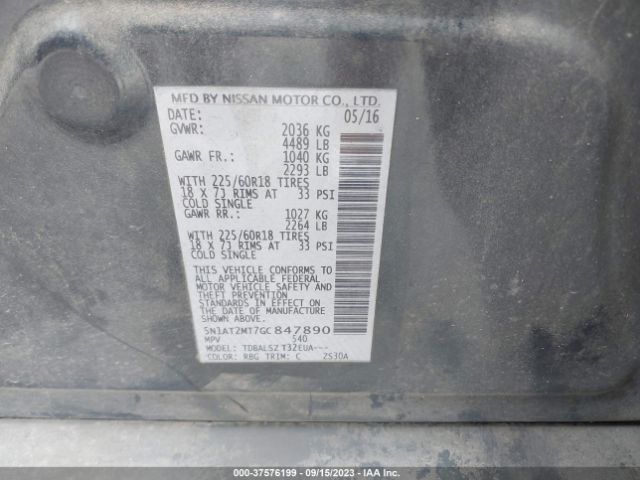 MFD BY NISSAN MOTOR CO., LTD.
DATE: 05/16
GVWR: 2036 KG
4489 LB
GAWR FR.: 1040 KG
2293 LB
WITH 225/60R18 TIRES
18 X 7J RIMS AT 33 PSI
COLD SINGLE
GAWR RR.: 1027 KG
2264 LB
WITH 225/60R18 TIRES
18 X 7J RIMS AT 33 PSI
COLD SINGLE
THIS VEHICLE CONFORMS TO
ALL APPLICABLE FEDERAL
MOTOR VEHICLE SAFETY AND
THEFT PREVENTION
STANDARDS IN EFFECT ON
THE DATE OF MANUFACTURE
SHOWN ABOVE.
5N1AT2MT7GC847890
MPV 540
MODEL: TDBALSZ T32EUA---
COLOR: RBG TRIM: C ZS30A
000-37576199 — 09/15/2023 — IAA Inc.